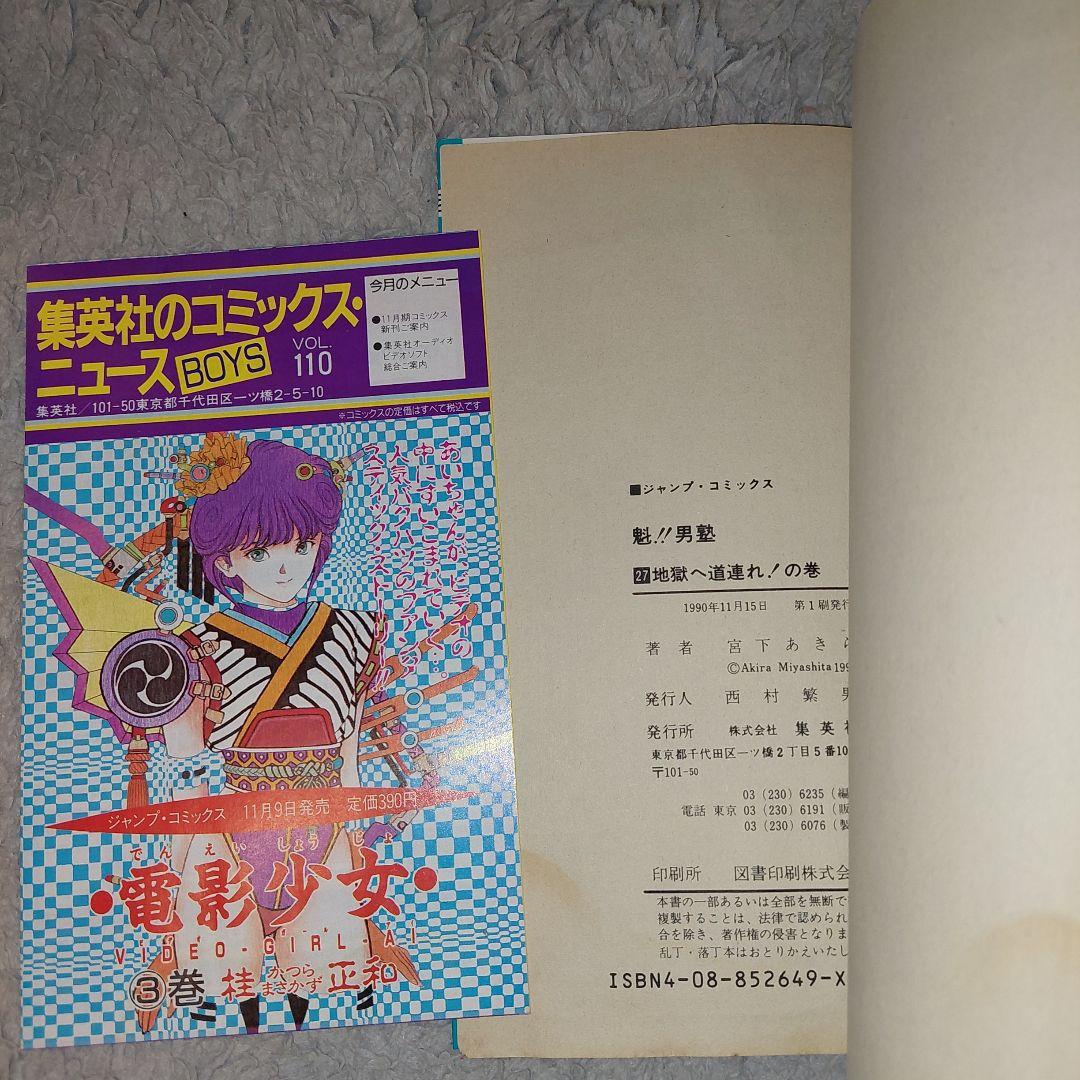 集英社のコミックス・
ニュース BOYS VOL. 110
集英社／101-50東京都千代田区一ツ橋2-5-10
今月のメニュー
●11月期コミックス
新刊ご案内
●集英社オーディオ
ビデオソフト
総合ご案内
※コミックスの定価はすべて税込です
あいちゃんが、ビデオの
中にすいこまれていく…
人気バクハツのファンタ
スティック・ストーリー!!
ジャンプ・コミックス 11月9日発売 定価390円
でんえいしょうじょ
・電影少女・
VIDEO-GIRL-AI
③巻 桂正和
かつら
まさかず
■ジャンプ・コミックス
魁!!男塾
27地獄へ道連れ!の巻
1990年11月15日 第1刷発行
著者 宮下あきら
©Akira Miyashita 199
発行人 西村繁男
発行所 株式会社 集英社
東京都千代田区一ツ橋2丁目5番10
〒101-50
03 (230) 6235 (編
電話 東京 03 (230) 6191 (販
03 (230) 6076 (製
印刷所 図書印刷株式会
本書の一部あるいは全部を無断で
複製することは、法律で認められ
合を除き、著作権の侵害となりま
乱丁・落丁本はおとりかえいたし
ISBN4-08-852649-X